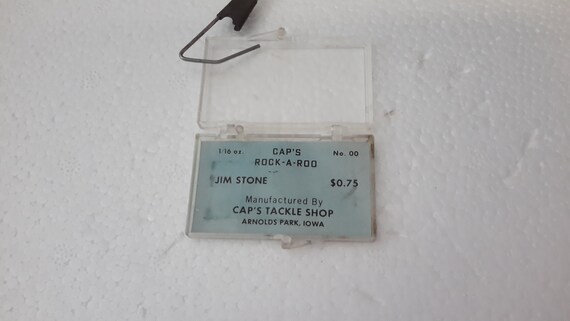 1/16 oz. CAP'S No. 00
ROCK-A-ROO
JIM STONE $0.75
Manufactured By
CAP'S TACKLE SHOP
ARNOLDS PARK, IOWA